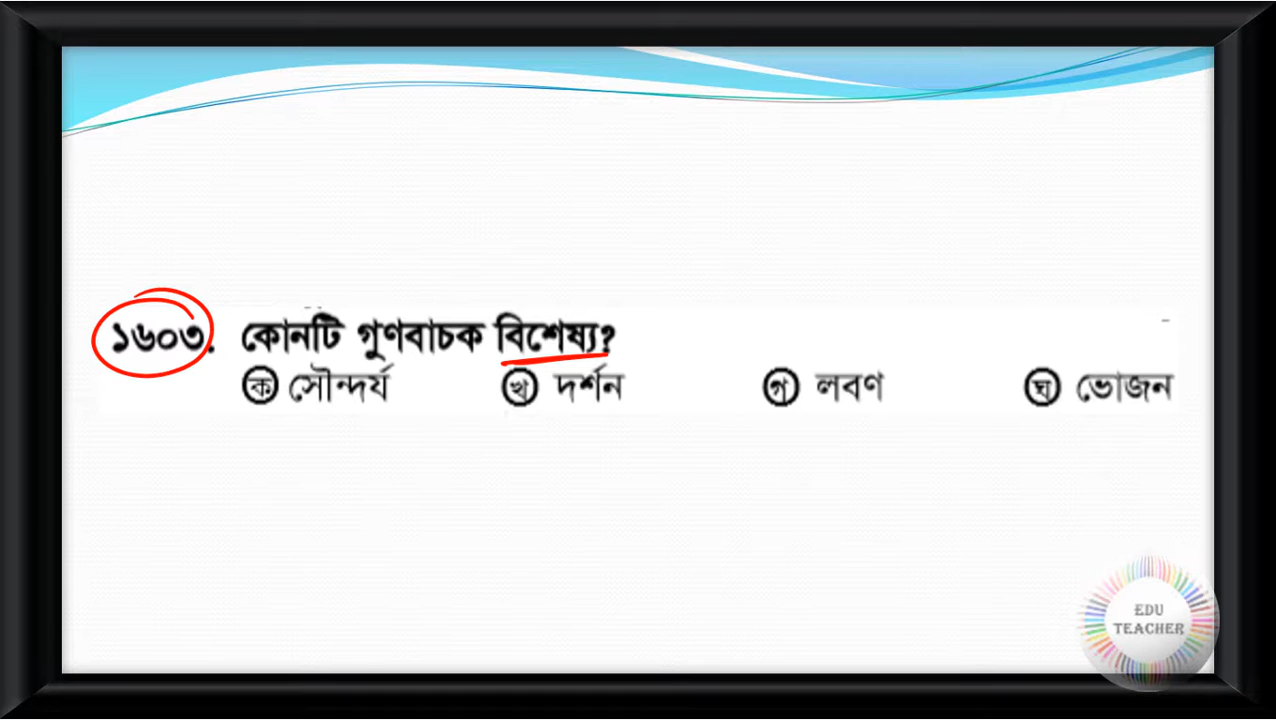 ১৬০৩. কোনটি গুণবাচক বিশেষ্য?
ক সৌন্দর্য খ দর্শন গ লবণ ঘ ভোজন
EDU
TEACHER